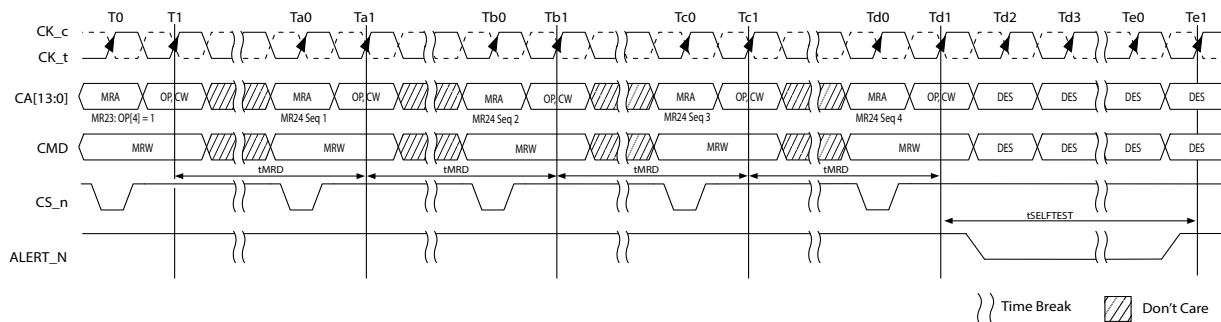 T0 T1 Ta0 Ta1 Tb0 Tb1 Tc0 Tc1 Td0 Td1 Td2 Td3 Te0 Te1
CK_c
CK_t
CA[13:0] MRA OP, CW MRA OP, CW MRA OP, CW MRA OP, CW MRA OP, CW DES DES DES DES
MR23: OP[4] = 1 MR24 Seq 1 MR24 Seq 2 MR24 Seq 3 MR24 Seq 4
CMD MRW MRW MRW MRW MRW DES DES DES DES
tMRD tMRD tMRD tMRD
CS_n
tSELFTEST
ALERT_N
Time Break Don't Care